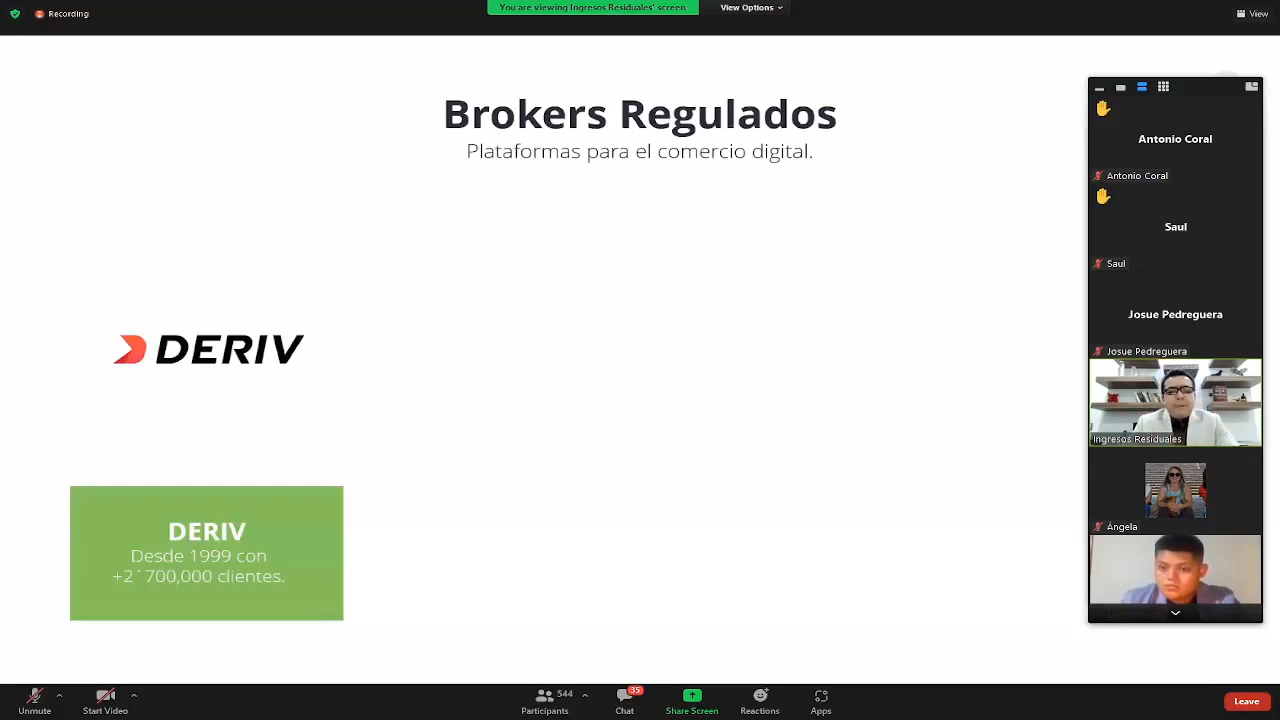 Recording
You are viewing Ingresos Residuales' screen
View Options
View
Brokers Regulados
Plataformas para el comercio digital.
Antonio Coral
Antonio Coral
Saul
Saul
Josue Pedreguera
Josue Pedreguera
Ingresos Residuales
Ángela
DERIV
DERIV
Desde 1999 con
+2´700,000 clientes.
Unmute
Start Video
544
Participants
35
Chat
Share Screen
Reactions
Apps
Leave